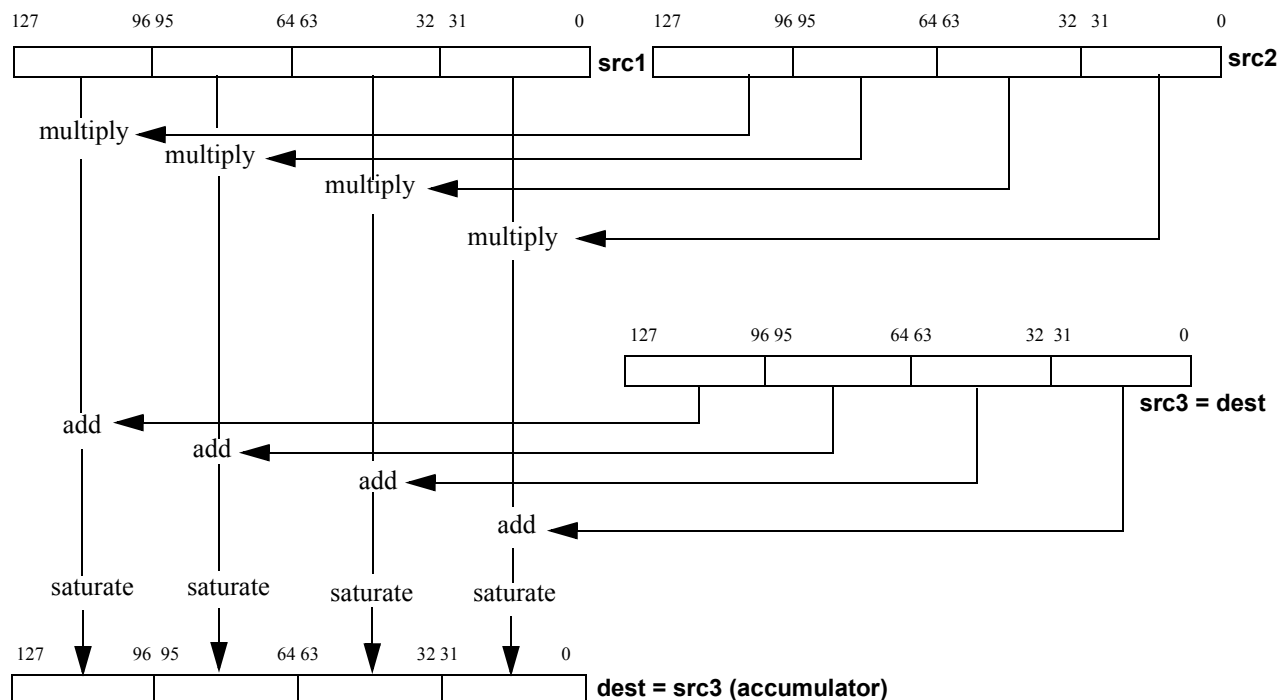 127 96 95 64 63 32 31 0 127 96 95 64 63 32 31 0
src1 src2
multiply
multiply
multiply
multiply
127 96 95 64 63 32 31 0
src3 = dest
add
add
add
add
saturate saturate saturate saturate
127 96 95 64 63 32 31 0
dest = src3 (accumulator)